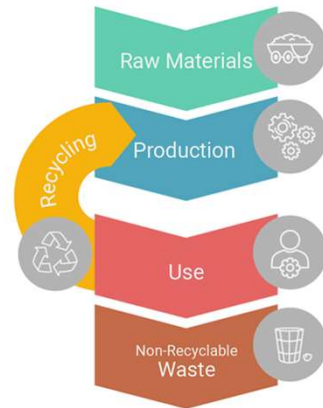 Raw Materials
Production
Recycling
Use
Non-Recyclable
Waste